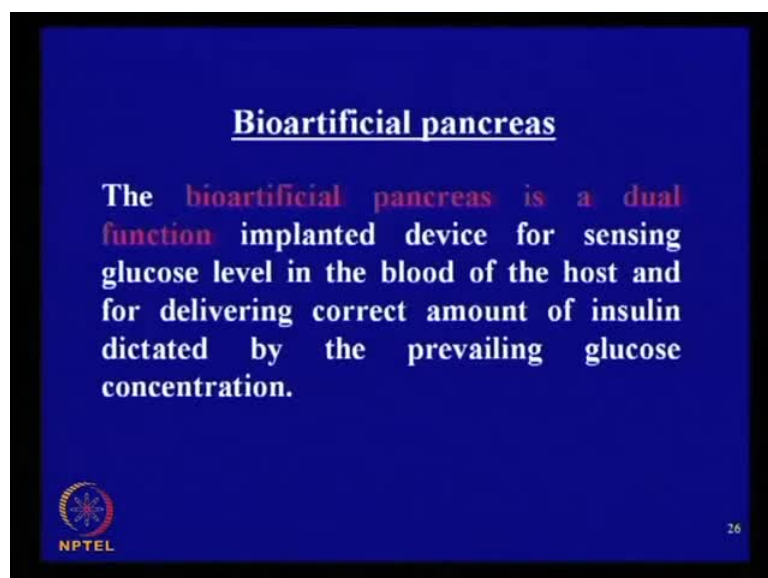 Bioartificial pancreas
The bioartificial pancreas is a dual
function implanted device for sensing
glucose level in the blood of the host and
for delivering correct amount of insulin
dictated by the prevailing glucose
concentration.
NPTEL
26